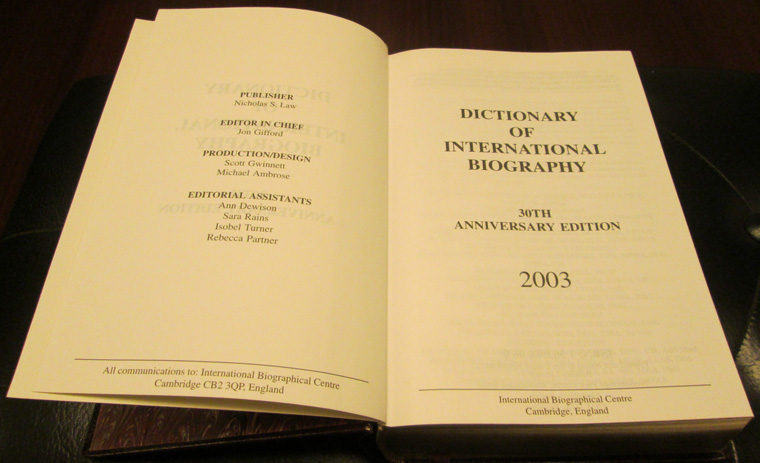 PUBLISHER
Nicholas S. Law
EDITOR IN CHIEF
Jon Gifford
PRODUCTION/DESIGN
Scott Gwinnett
Michael Ambrose
EDITORIAL ASSISTANTS
Ann Dewison
Sara Rains
Isobel Turner
Rebecca Partner
All communications to: International Biographical Centre
Cambridge CB2 3QP, England
DICTIONARY
OF
INTERNATIONAL
BIOGRAPHY
30TH
ANNIVERSARY EDITION
2003
International Biographical Centre
Cambridge, England